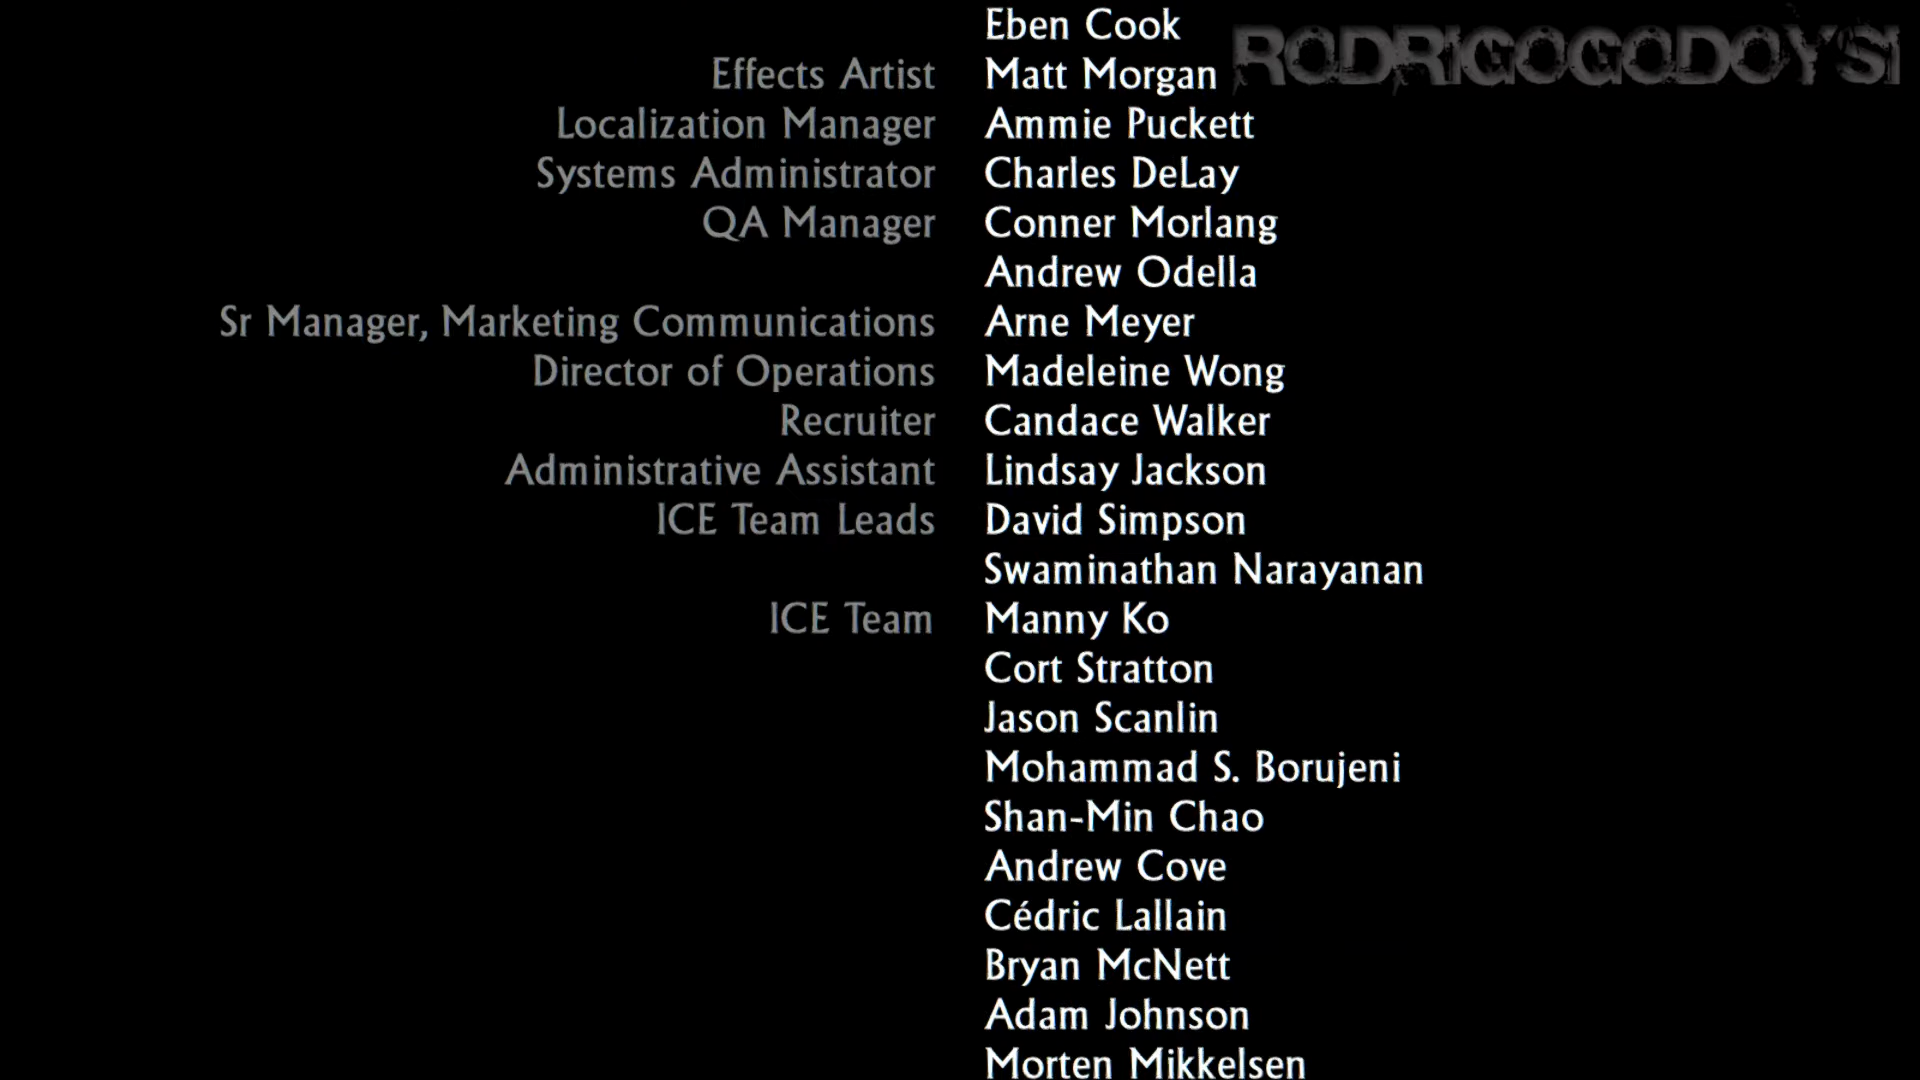 Eben Cook
RODRIGOGODOYSI
Effects Artist Matt Morgan
Localization Manager Ammie Puckett
Systems Administrator Charles DeLay
QA Manager Conner Morlang
Andrew Odella
Sr Manager, Marketing Communications Arne Meyer
Director of Operations Madeleine Wong
Recruiter Candace Walker
Administrative Assistant Lindsay Jackson
ICE Team Leads David Simpson
Swaminathan Narayanan
ICE Team Manny Ko
Cort Stratton
Jason Scanlin
Mohammad S. Borujeni
Shan-Min Chao
Andrew Cove
Cédric Lallain
Bryan McNett
Adam Johnson
Morten Mikkelsen